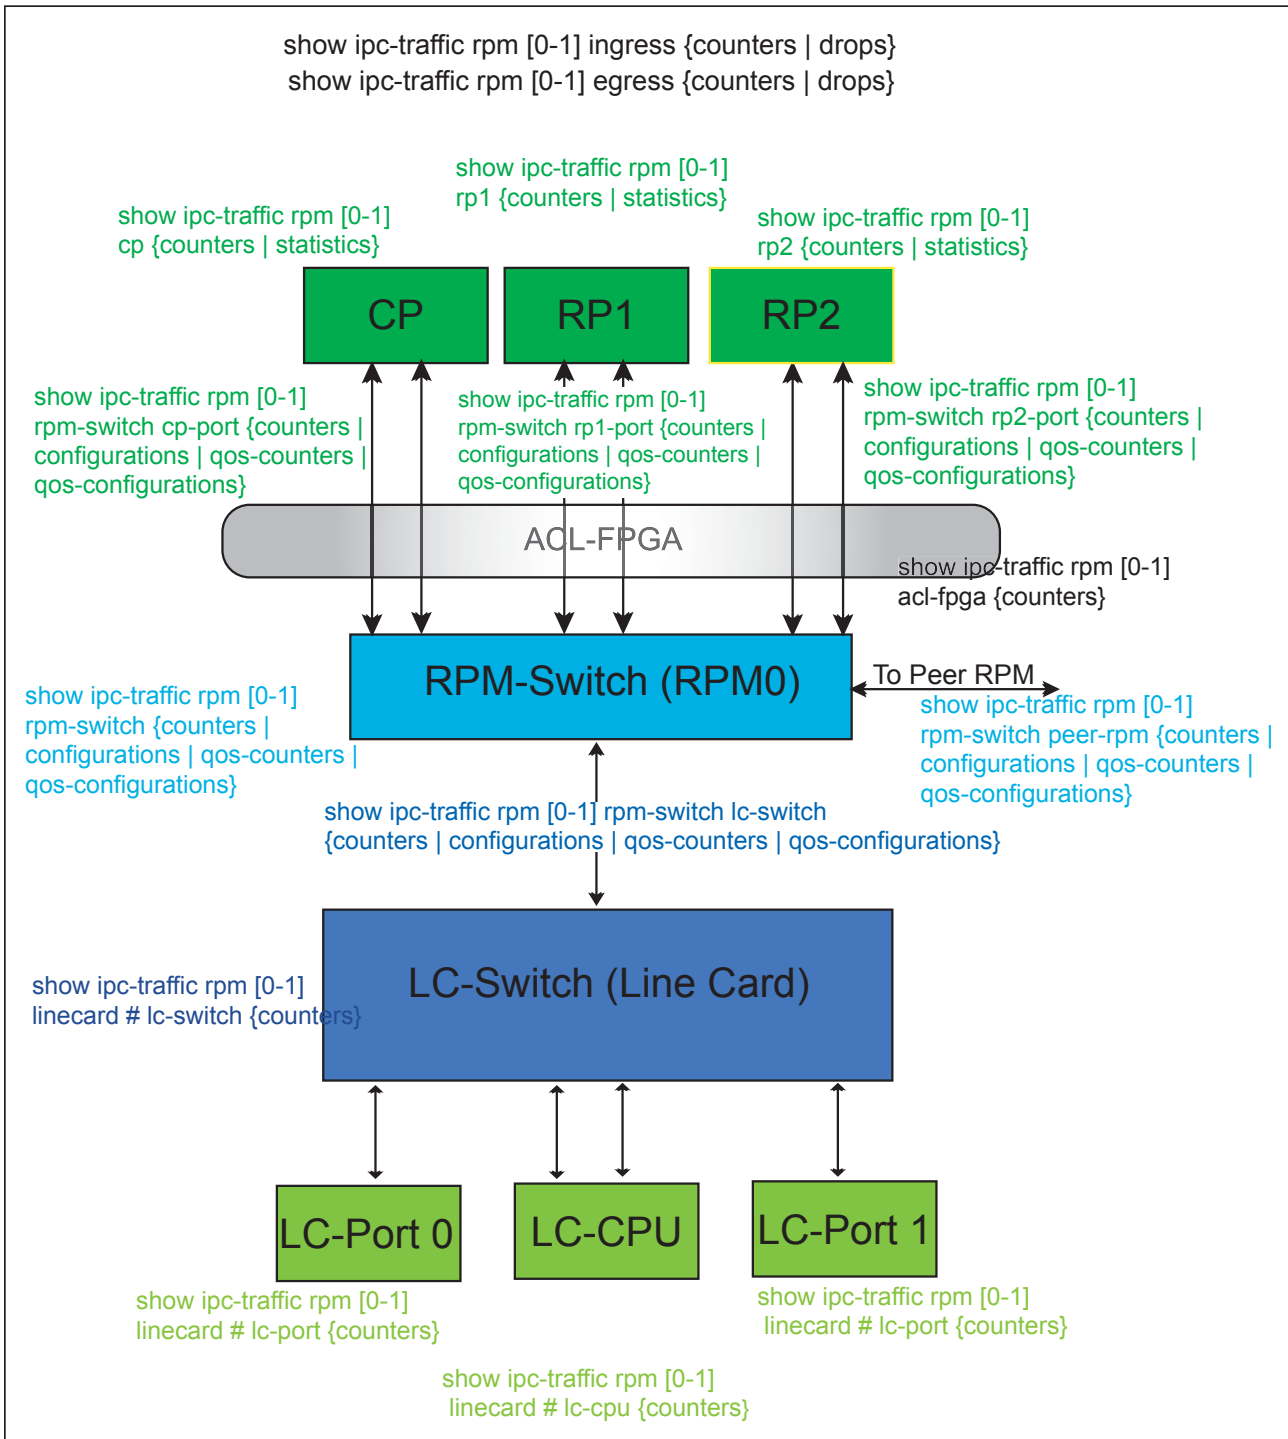 show ipc-traffic rpm [0-1] ingress {counters | drops}
show ipc-traffic rpm [0-1] egress {counters | drops}
show ipc-traffic rpm [0-1]
rp1 {counters | statistics}
show ipc-traffic rpm [0-1]
cp {counters | statistics}
show ipc-traffic rpm [0-1]
rp2 {counters | statistics}
CP
RP1
RP2
show ipc-traffic rpm [0-1]
rpm-switch cp-port {counters |
configurations | qos-counters |
qos-configurations}
show ipc-traffic rpm [0-1]
rpm-switch rp1-port {counters |
configurations | qos-counters |
qos-configurations}
show ipc-traffic rpm [0-1]
rpm-switch rp2-port {counters |
configurations | qos-counters |
qos-configurations}
ACL-FPGA
show ipc-traffic rpm [0-1]
acl-fpga {counters}
RPM-Switch (RPM0)
To Peer RPM
show ipc-traffic rpm [0-1]
rpm-switch {counters |
configurations | qos-counters |
qos-configurations}
show ipc-traffic rpm [0-1]
rpm-switch peer-rpm {counters |
configurations | qos-counters |
qos-configurations}
show ipc-traffic rpm [0-1] rpm-switch lc-switch
{counters | configurations | qos-counters | qos-configurations}
LC-Switch (Line Card)
show ipc-traffic rpm [0-1]
linecard # lc-switch {counters}
LC-Port 0
LC-CPU
LC-Port 1
show ipc-traffic rpm [0-1]
linecard # lc-port {counters}
show ipc-traffic rpm [0-1]
linecard # lc-port {counters}
show ipc-traffic rpm [0-1]
linecard # lc-cpu {counters}